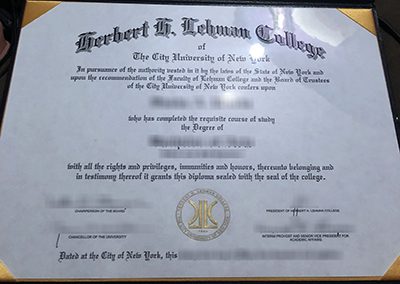 Herbert H. Lehman College
of
The City University of New York
In pursuance of the authority vested in it by the laws of the State of New York and
upon the recommendation of the Faculty of Lehman College and the Board of Trustees
of the City University of New York confers upon
who has completed the requisite course of study
the Degree of
with all the rights and privileges, immunities and honors, thereunto belonging and
in testimony thereof it grants this diploma sealed with the seal of the college.
CHAIRPERSON OF THE BOARD
PRESIDENT OF HERBERT H. LEHMAN COLLEGE
CHANCELLOR OF THE UNIVERSITY
INTERIM PROVOST AND SENIOR VICE PRESIDENT FOR
ACADEMIC AFFAIRS
Dated at the City of New York, this